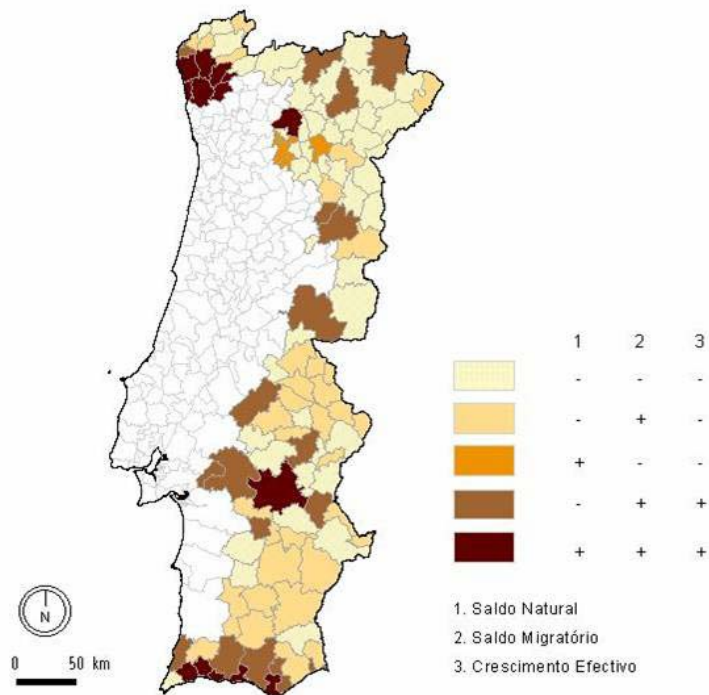 1 2 3
- - -
- + -
+ - -
- + +
+ + +
1. Saldo Natural
2. Saldo Migratório
3. Crescimento Efectivo
N
0 50 km